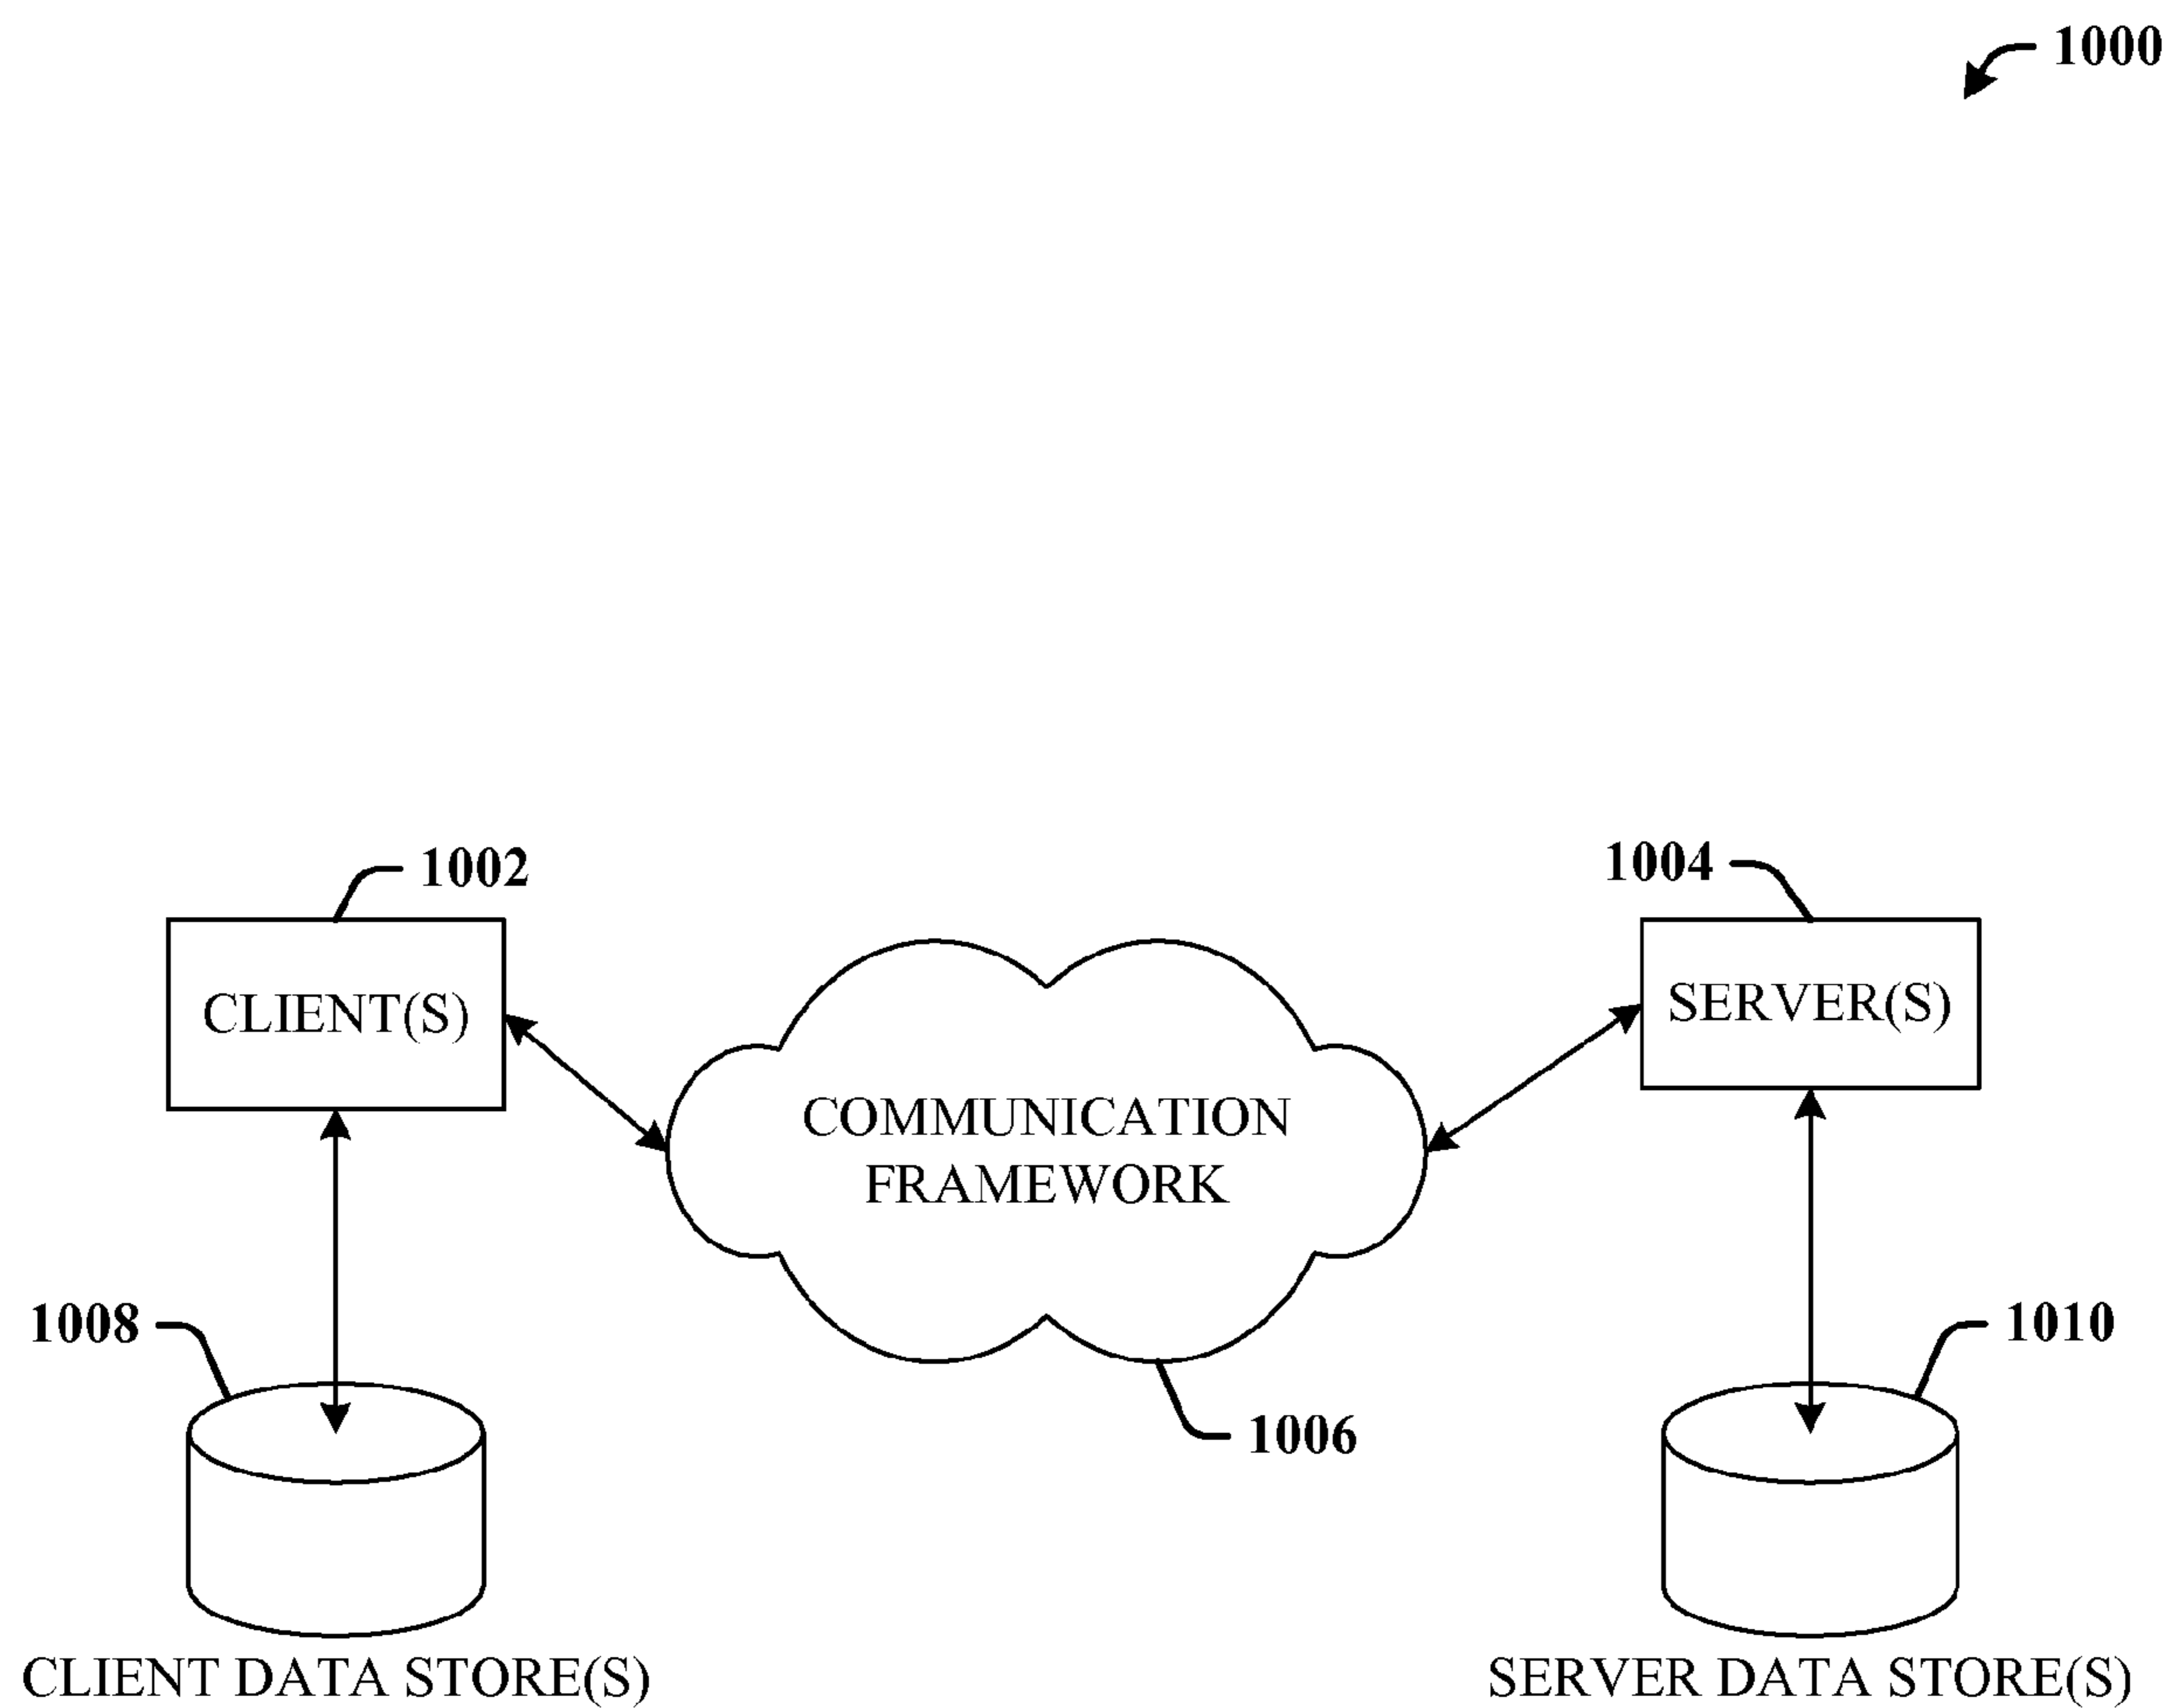 1000
1002
1004
CLIENT(S)
SERVER(S)
COMMUNICATION
FRAMEWORK
1008
1010
1006
CLIENT DATA STORE(S)
SERVER DATA STORE(S)